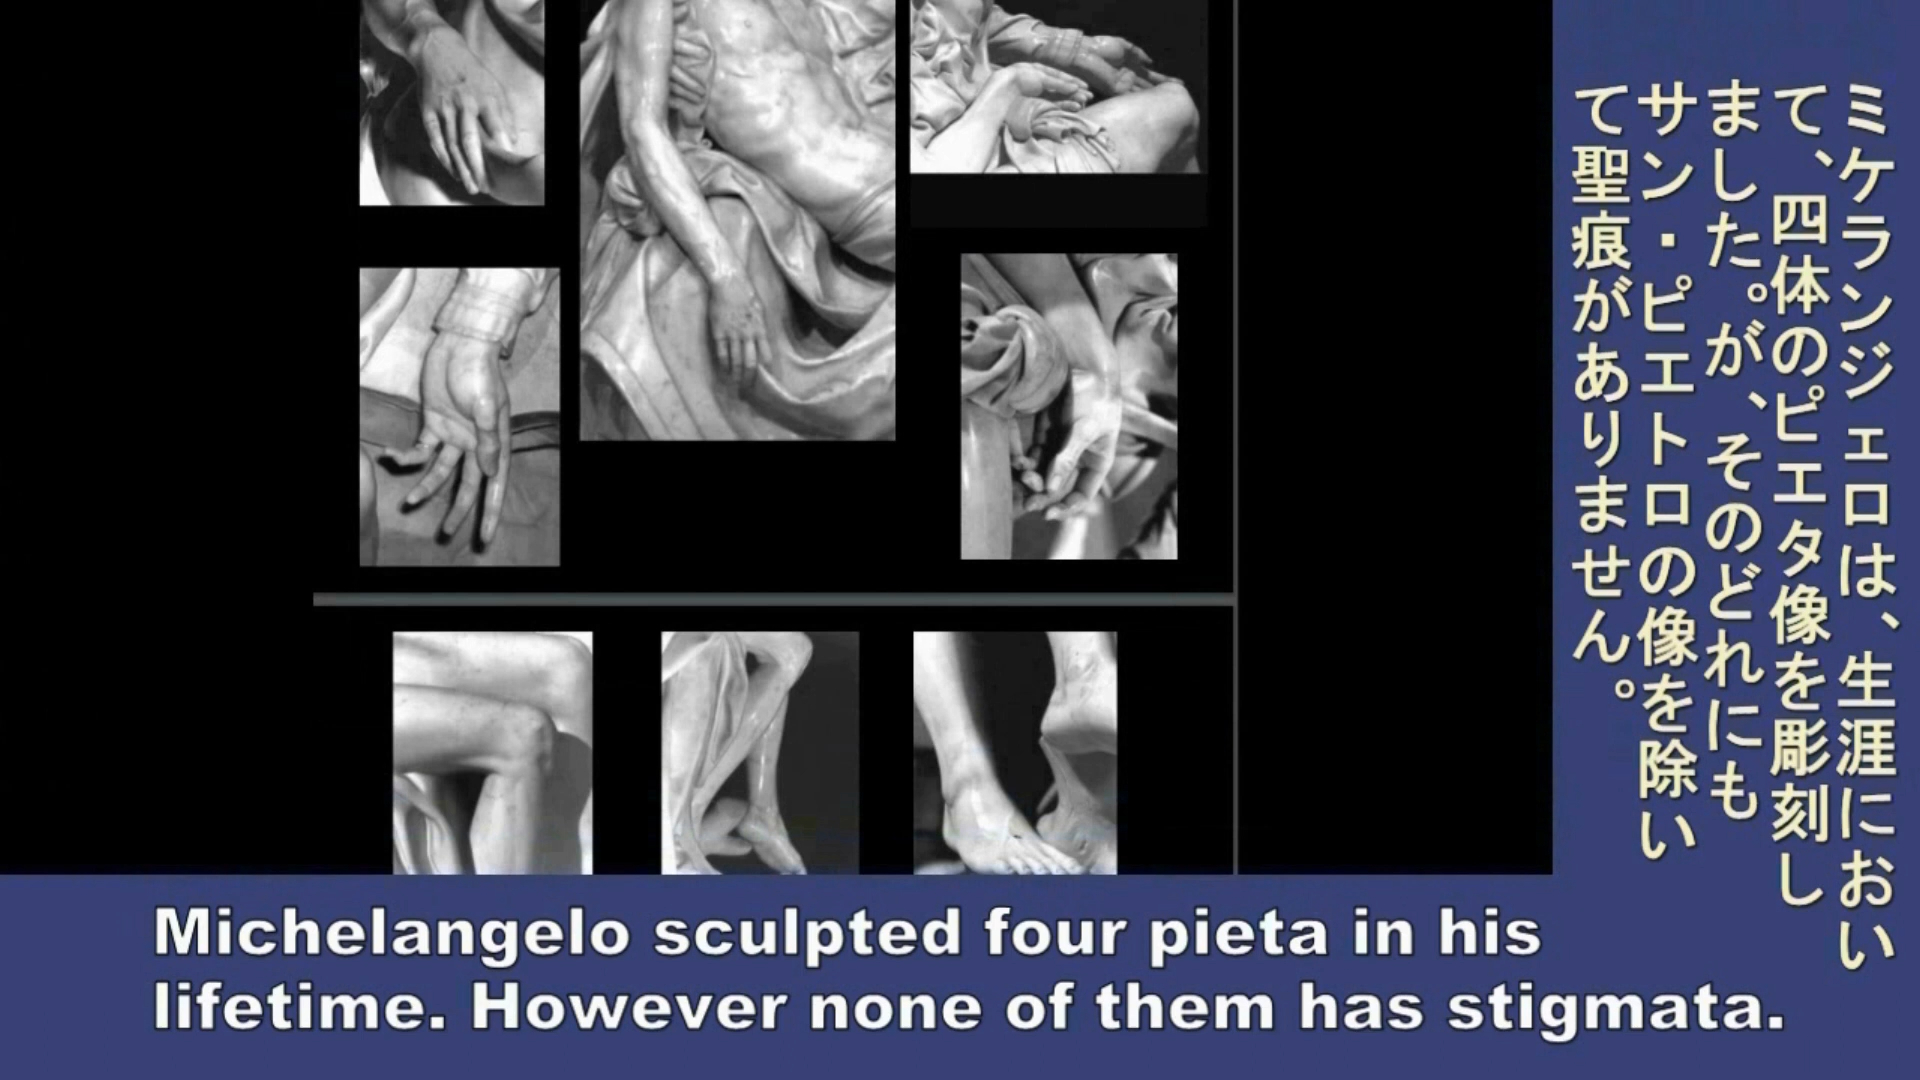 ミケランジェロは、生涯におい
て、四体のピエタ像を彫刻し
ました。が、そのどれにも
サン・ピエトロの像を除い
て聖痕がありません。
Michelangelo sculpted four pieta in his
lifetime. However none of them has stigmata.